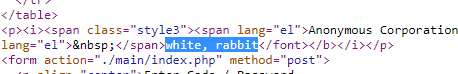 </table>
<p><i><span class="style3"><span lang="el">Anonymous Corporation
lang="el">&nbsp;</span>white, rabbit</font></b></i></p>
<form action="./main/index.php" method="post">